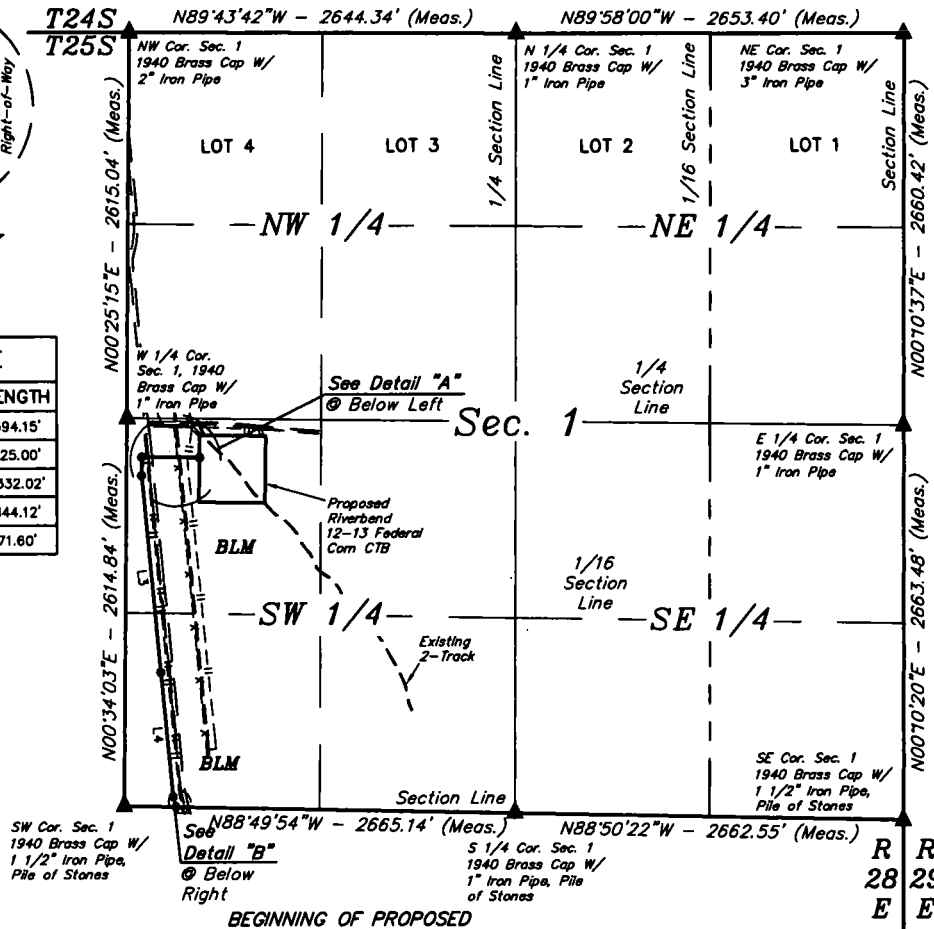 T24S
T25S
N89°43'42"W - 2644.34' (Meas.)
N89°58'00"W - 2653.40' (Meas.)
Right-of-Way
NW Cor. Sec. 1
1940 Brass Cap W/
2" Iron Pipe
N 1/4 Cor. Sec. 1
1940 Brass Cap W/
1" Iron Pipe
NE Cor. Sec. 1
1940 Brass Cap W/
3" Iron Pipe
LOT 4
LOT 3
1/4 Section Line
LOT 2
1/16 Section Line
LOT 1
Section Line
N00°25'15"E - 2615.04' (Meas.)
N00°10'37"E - 2660.42' (Meas.)
NW 1/4
NE 1/4
ENGTH
94.15'
25.00'
332.02'
44.12'
71.60'
W 1/4 Cor.
Sec. 1, 1940
Brass Cap W/
1" Iron Pipe
See Detail "A"
@ Below Left
1/4
Section
Line
Sec. 1
E 1/4 Cor. Sec. 1
1940 Brass Cap W/
1" Iron Pipe
Proposed
Riverbend
12-13 Federal
Com CTB
BLM
N00°34'03"E - 2614.84' (Meas.)
N00°10'20"E - 2663.48' (Meas.)
L3
1/16
Section
Line
SW 1/4
SE 1/4
Existing
2-Track
L4
BLM
SE Cor. Sec. 1
1940 Brass Cap W/
1 1/2" Iron Pipe,
Pile of Stones
Section Line
SW Cor. Sec. 1
1940 Brass Cap W/
1 1/2" Iron Pipe,
Pile of Stones
See
Detail "B"
@ Below
Right
N88°49'54"W - 2665.14' (Meas.)
N88°50'22"W - 2662.55' (Meas.)
S 1/4 Cor. Sec. 1
1940 Brass Cap W/
1" Iron Pipe, Pile
of Stones
R R
28 29
E E
BEGINNING OF PROPOSED